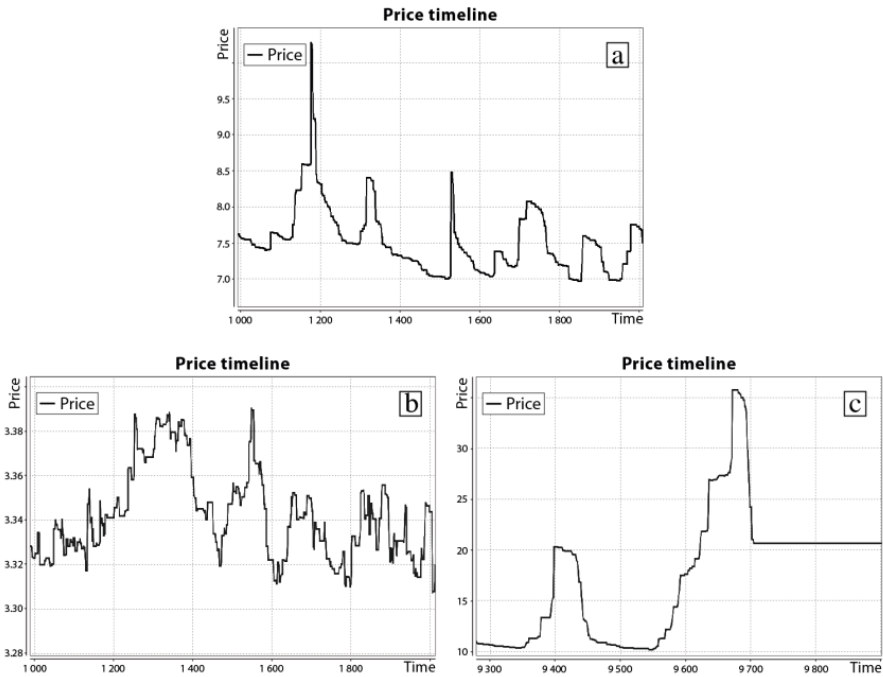 Price timeline
Price
Price
a
9.5
9.0
8.5
8.0
7.5
7.0
1 000
1 200
1 400
1 600
1 800
Time
Price timeline
Price
Price
b
3.38
3.36
3.34
3.32
3.30
3.28
1 000
1 200
1 400
1 600
1 800
Time
Price timeline
Price
Price
c
35
30
25
20
15
10
9 300
9 400
9 500
9 600
9 700
9 800
Time